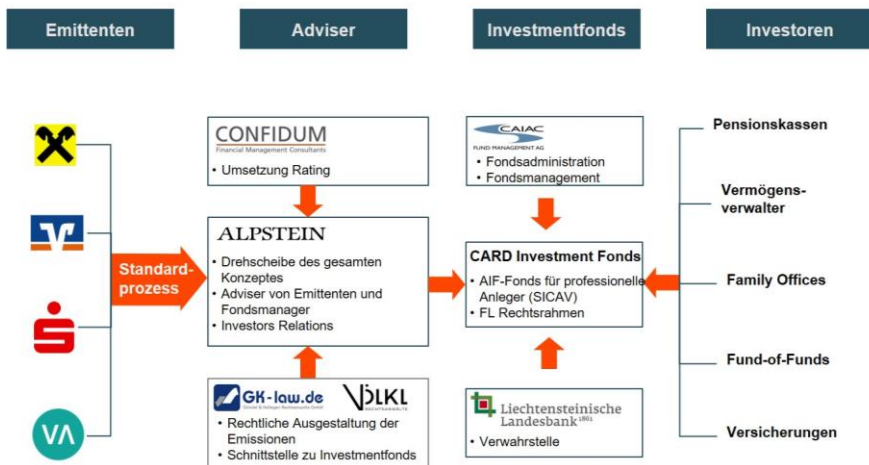 Emittenten
Adviser
Investmentfonds
Investoren
CONFIDUM
Financial Management Consultants
• Umsetzung Rating
CAIAC
FUND MANAGEMENT AG
• Fondsadministration
• Fondsmanagement
Pensionskassen
Vermögens-
verwalter
Family Offices
Fund-of-Funds
Versicherungen
Standard-
prozess
ALPSTEIN
• Drehscheibe des gesamten
Konzeptes
• Adviser von Emittenten und
Fondsmanager
• Investors Relations
CARD Investment Fonds
• AIF-Fonds für professionelle
Anleger (SICAV)
• FL Rechtsrahmen
GK-law.de
VÖLKL
RECHTSANWÄLTE
• Rechtliche Ausgestaltung der
Emissionen
• Schnittstelle zu Investmentfonds
Liechtensteinische
Landesbank 1861
• Verwahrstelle
VA